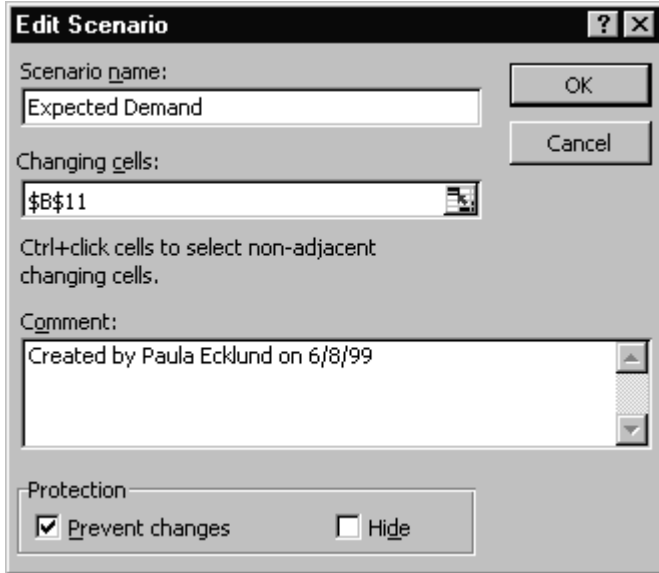 Edit Scenario
Scenario name:
OK
Expected Demand
Cancel
Changing cells:
$B$11
Ctrl+click cells to select non-adjacent
changing cells.
Comment:
Created by Paula Ecklund on 6/8/99
Protection
Prevent changes Hide